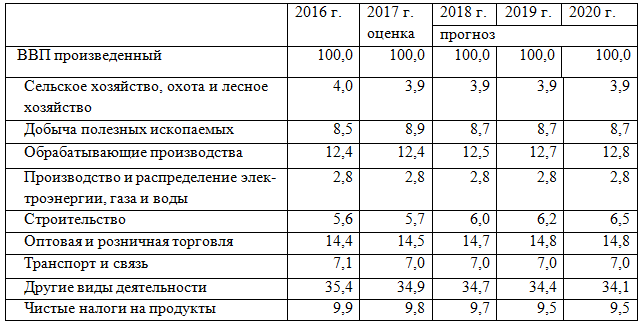 2016 г. 2017 г. 2018 г. 2019 г. 2020 г.
оценка прогноз
ВВП произведенный 100,0 100,0 100,0 100,0 100,0
Сельское хозяйство, охота и лесное 4,0 3,9 3,9 3,9 3,9
хозяйство
Добыча полезных ископаемых 8,5 8,9 8,7 8,7 8,7
Обрабатывающие производства 12,4 12,4 12,5 12,7 12,8
Производство и распределение элек- 2,8 2,8 2,8 2,8 2,8
троэнергии, газа и воды
Строительство 5,6 5,7 6,0 6,2 6,5
Оптовая и розничная торговля 14,4 14,5 14,7 14,8 14,8
Транспорт и связь 7,1 7,0 7,0 7,0 7,0
Другие виды деятельности 35,4 34,9 34,7 34,4 34,1
Чистые налоги на продукты 9,9 9,8 9,7 9,5 9,5